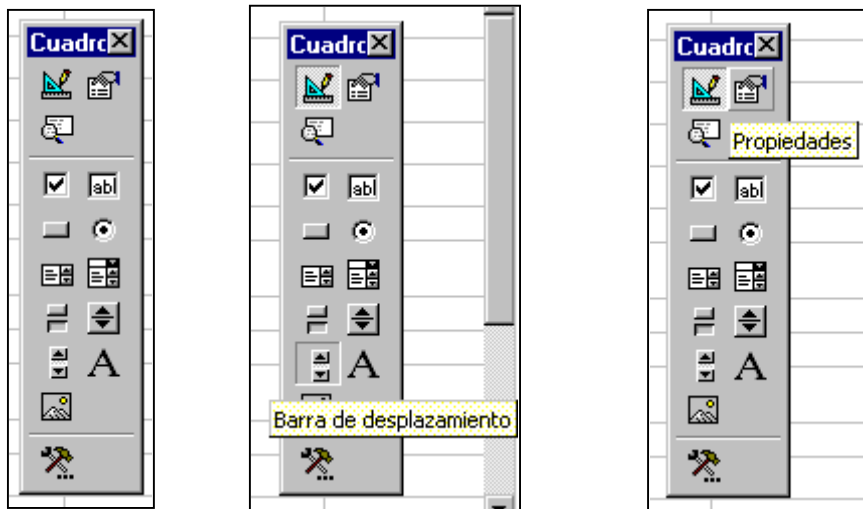 Cuadrc
Cuadrc
Cuadrc
abl
abl
abl
A
A
A
Propiedades
Barra de desplazamiento